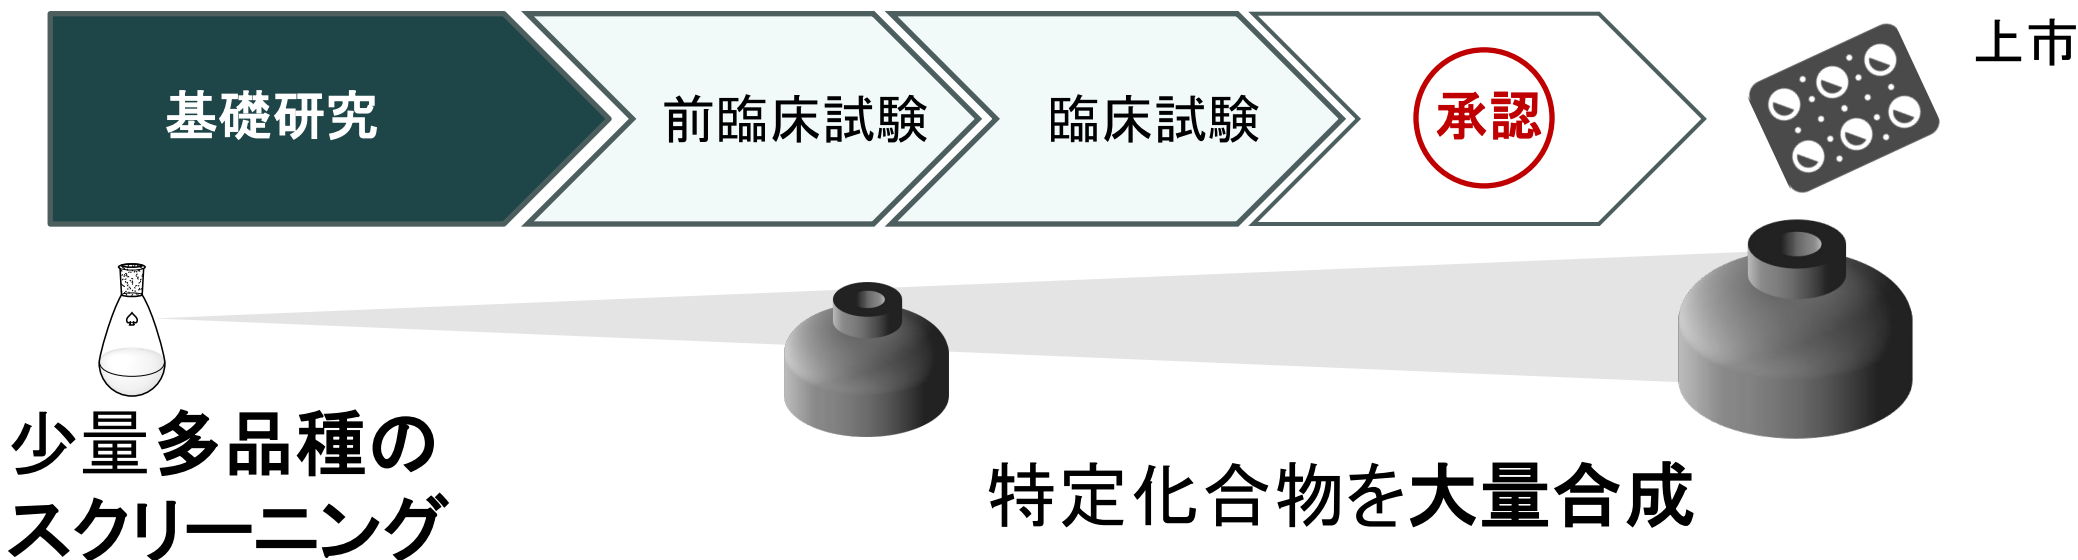 基礎研究
前臨床試験
臨床試験
承認
上市
少量多品種の
スクリーニング
特定化合物を大量合成